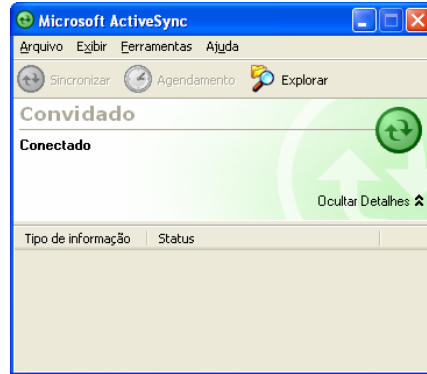 Microsoft ActiveSync
Arquivo Exibir Ferramentas Ajuda
Sincronizar Agendamento Explorar
Convidado
Conectado
Ocultar Detalhes
Tipo de informação Status